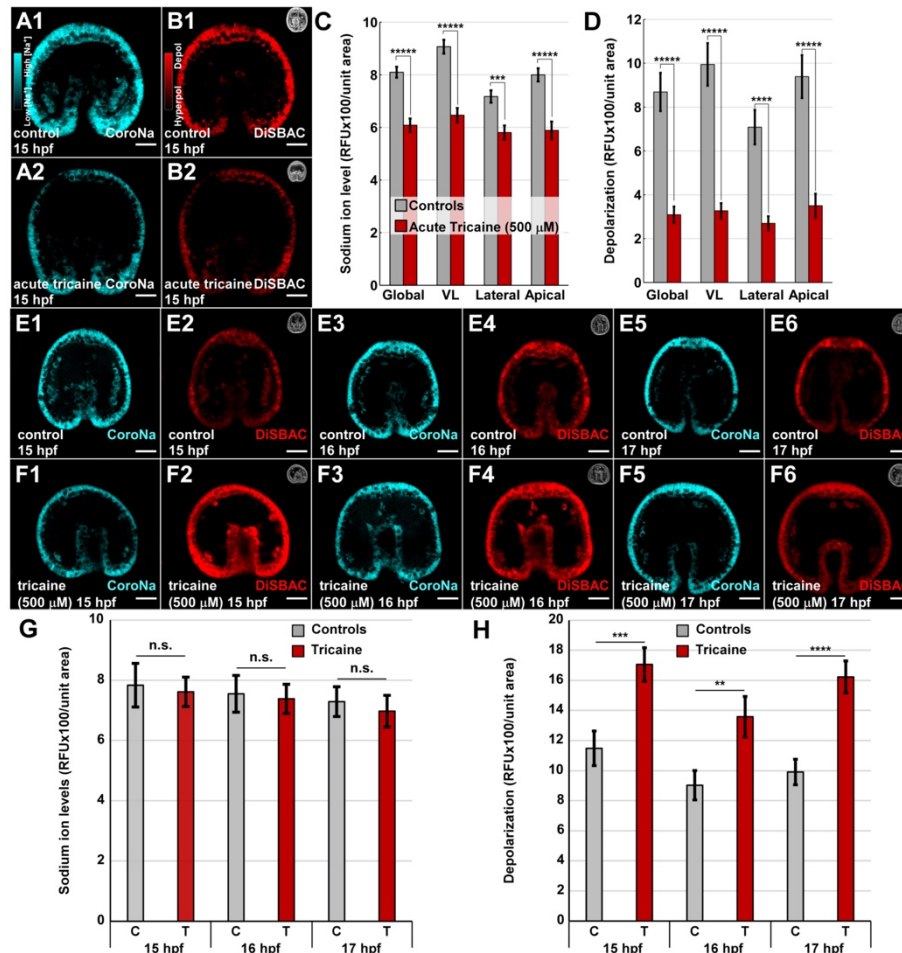 A1
High [Na+]
Low [Na+]
control
15 hpf
CoroNa
B1
Depol
Hyperpol
control
15 hpf
DiSBAC
A2
acute tricaine
15 hpf
CoroNa
B2
acute tricaine
15 hpf
DiSBAC
C
Sodium ion level (RFUx100/unit area)
10
8
6
4
2
0
*****
*****
***
*****
Controls
Acute Tricaine (500 μM)
Global
VL
Lateral
Apical
D
Depolarization (RFUx100/unit area)
12
10
8
6
4
2
0
*****
*****
****
*****
Global
VL
Lateral
Apical
E1
control
15 hpf
CoroNa
E2
control
15 hpf
DiSBAC
E3
control
16 hpf
CoroNa
E4
control
16 hpf
DiSBAC
E5
control
17 hpf
CoroNa
E6
control
17 hpf
DiSBAC
F1
tricaine
(500 μM) 15 hpf
CoroNa
F2
tricaine
(500 μM) 15 hpf
DiSBAC
F3
tricaine
(500 μM) 16 hpf
CoroNa
F4
tricaine
(500 μM) 16 hpf
DiSBAC
F5
tricaine
(500 μM) 17 hpf
CoroNa
F6
tricaine
(500 μM) 17 hpf
DiSBAC
G
Sodium ion levels (RFUx100/unit area)
10
8
6
4
2
0
n.s.
n.s.
n.s.
Controls
Tricaine
C T C T C T
15 hpf 16 hpf 17 hpf
H
Depolarization (RFUx100/unit area)
20
18
16
14
12
10
8
6
4
2
0
***
**
****
Controls
Tricaine
C T C T C T
15 hpf 16 hpf 17 hpf